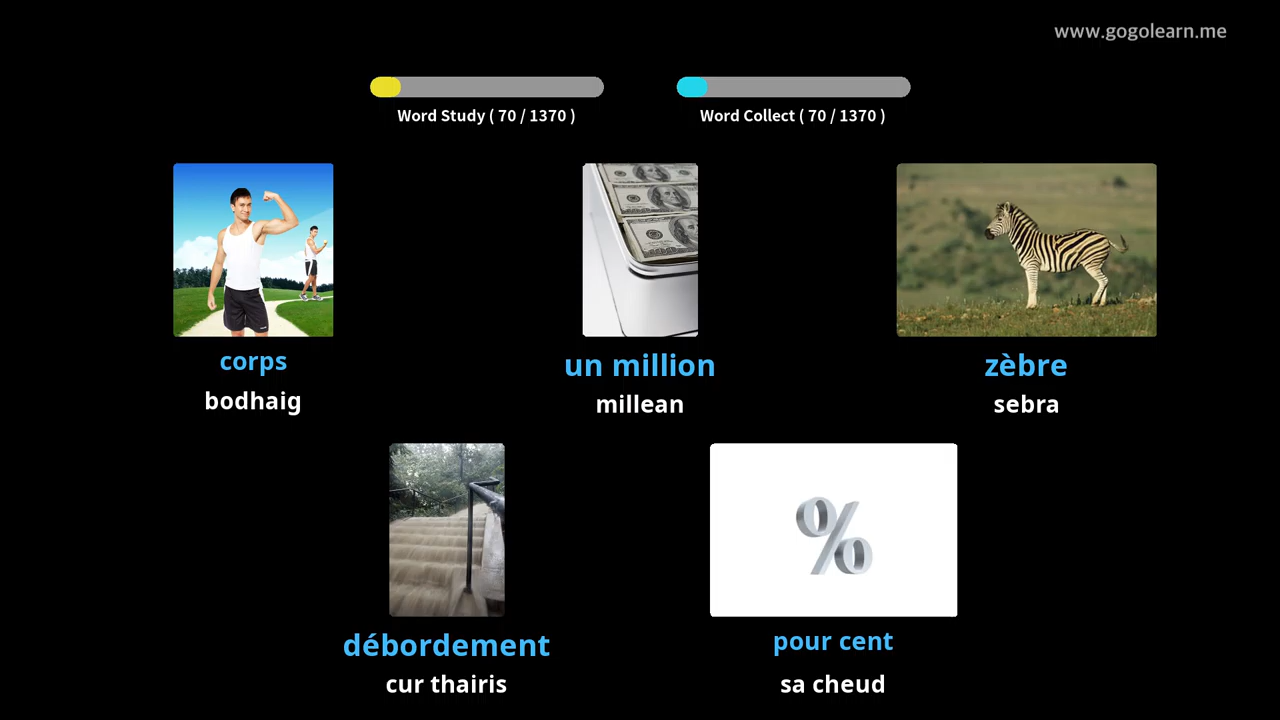 www.gogolearn.me
Word Study ( 70 / 1370 )
Word Collect ( 70 / 1370 )
corps
bodhaig
un million
millean
zèbre
sebra
débordement
cur thairis
%
pour cent
sa cheud